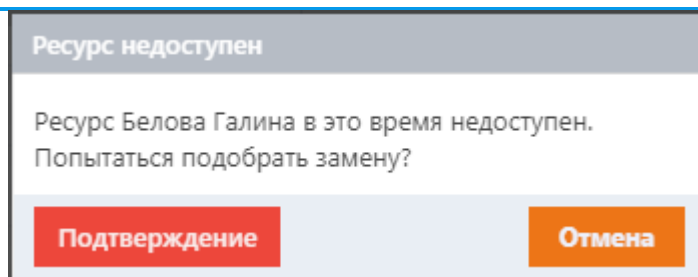 Ресурс недоступен
Ресурс Белова Галина в это время недоступен.
Попытаться подобрать замену?
Подтверждение
Отмена